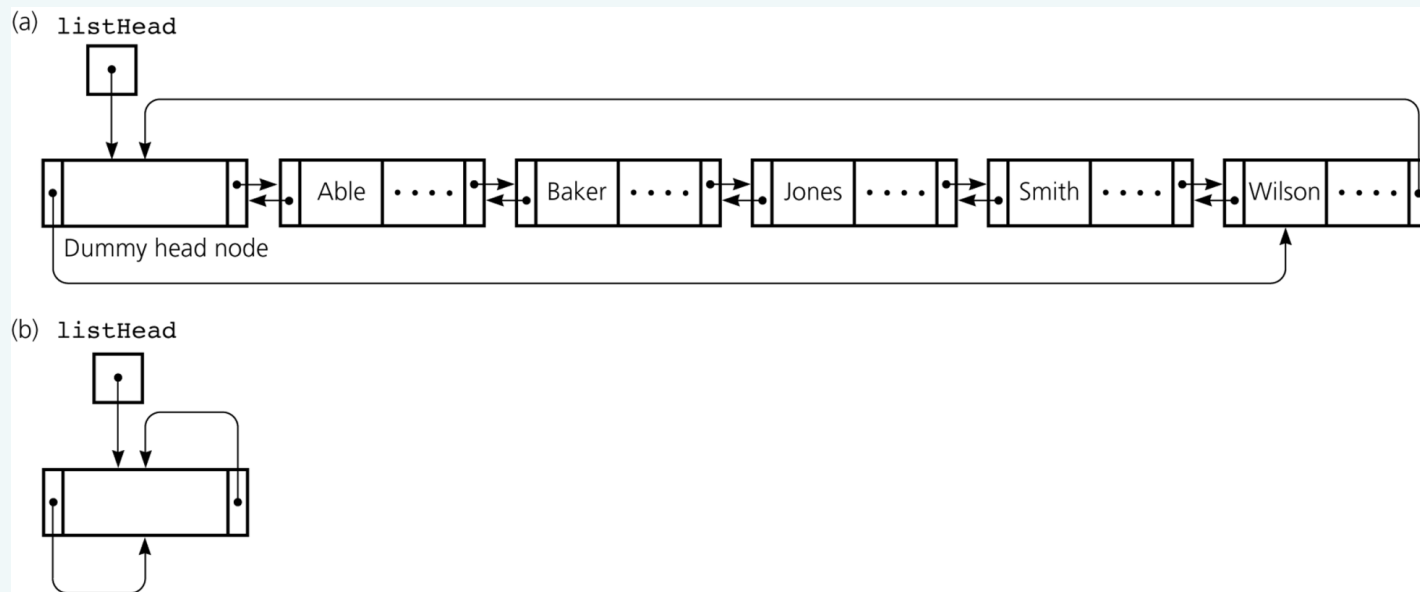 (a) listHead
Able • • • • Baker • • • • Jones • • • • Smith • • • • Wilson • • • •
Dummy head node
(b) listHead